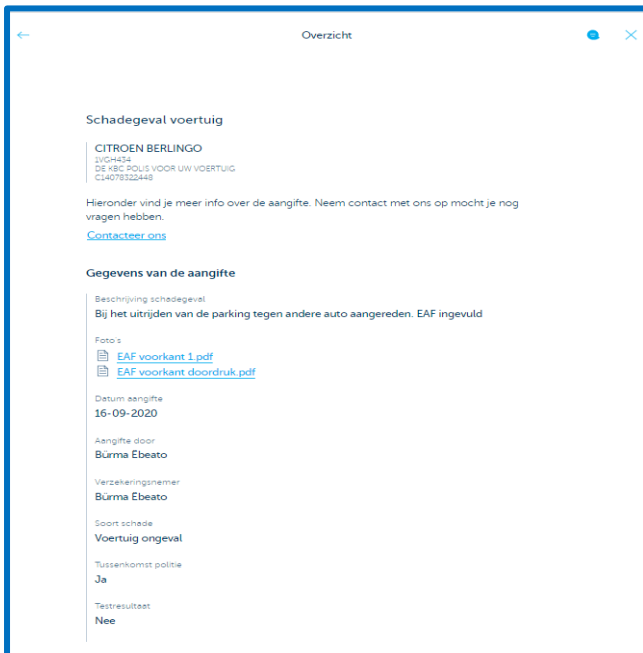 Overzicht
Schadegeval voertuig
CITROEN BERLINGO
1VGH434
DE KBC POLIS VOOR UW VOERTUIG
C14078322448
Hieronder vind je meer info over de aangifte. Neem contact met ons op mocht je nog
vragen hebben.
Contacteer ons
Gegevens van de aangifte
Beschrijving schadegeval
Bij het uitrijden van de parking tegen andere auto aangereden. EAF ingevuld
Foto s
EAF voorkant 1.pdf
EAF voorkant doordruk.pdf
Datum aangifte
16-09-2020
Aangifte door
Bürma Ëbeato
Verzekeringsnemer
Bürma Ëbeato
Soort schade
Voertuig ongeval
Tussenkomst politie
Ja
Testresultaat
Nee